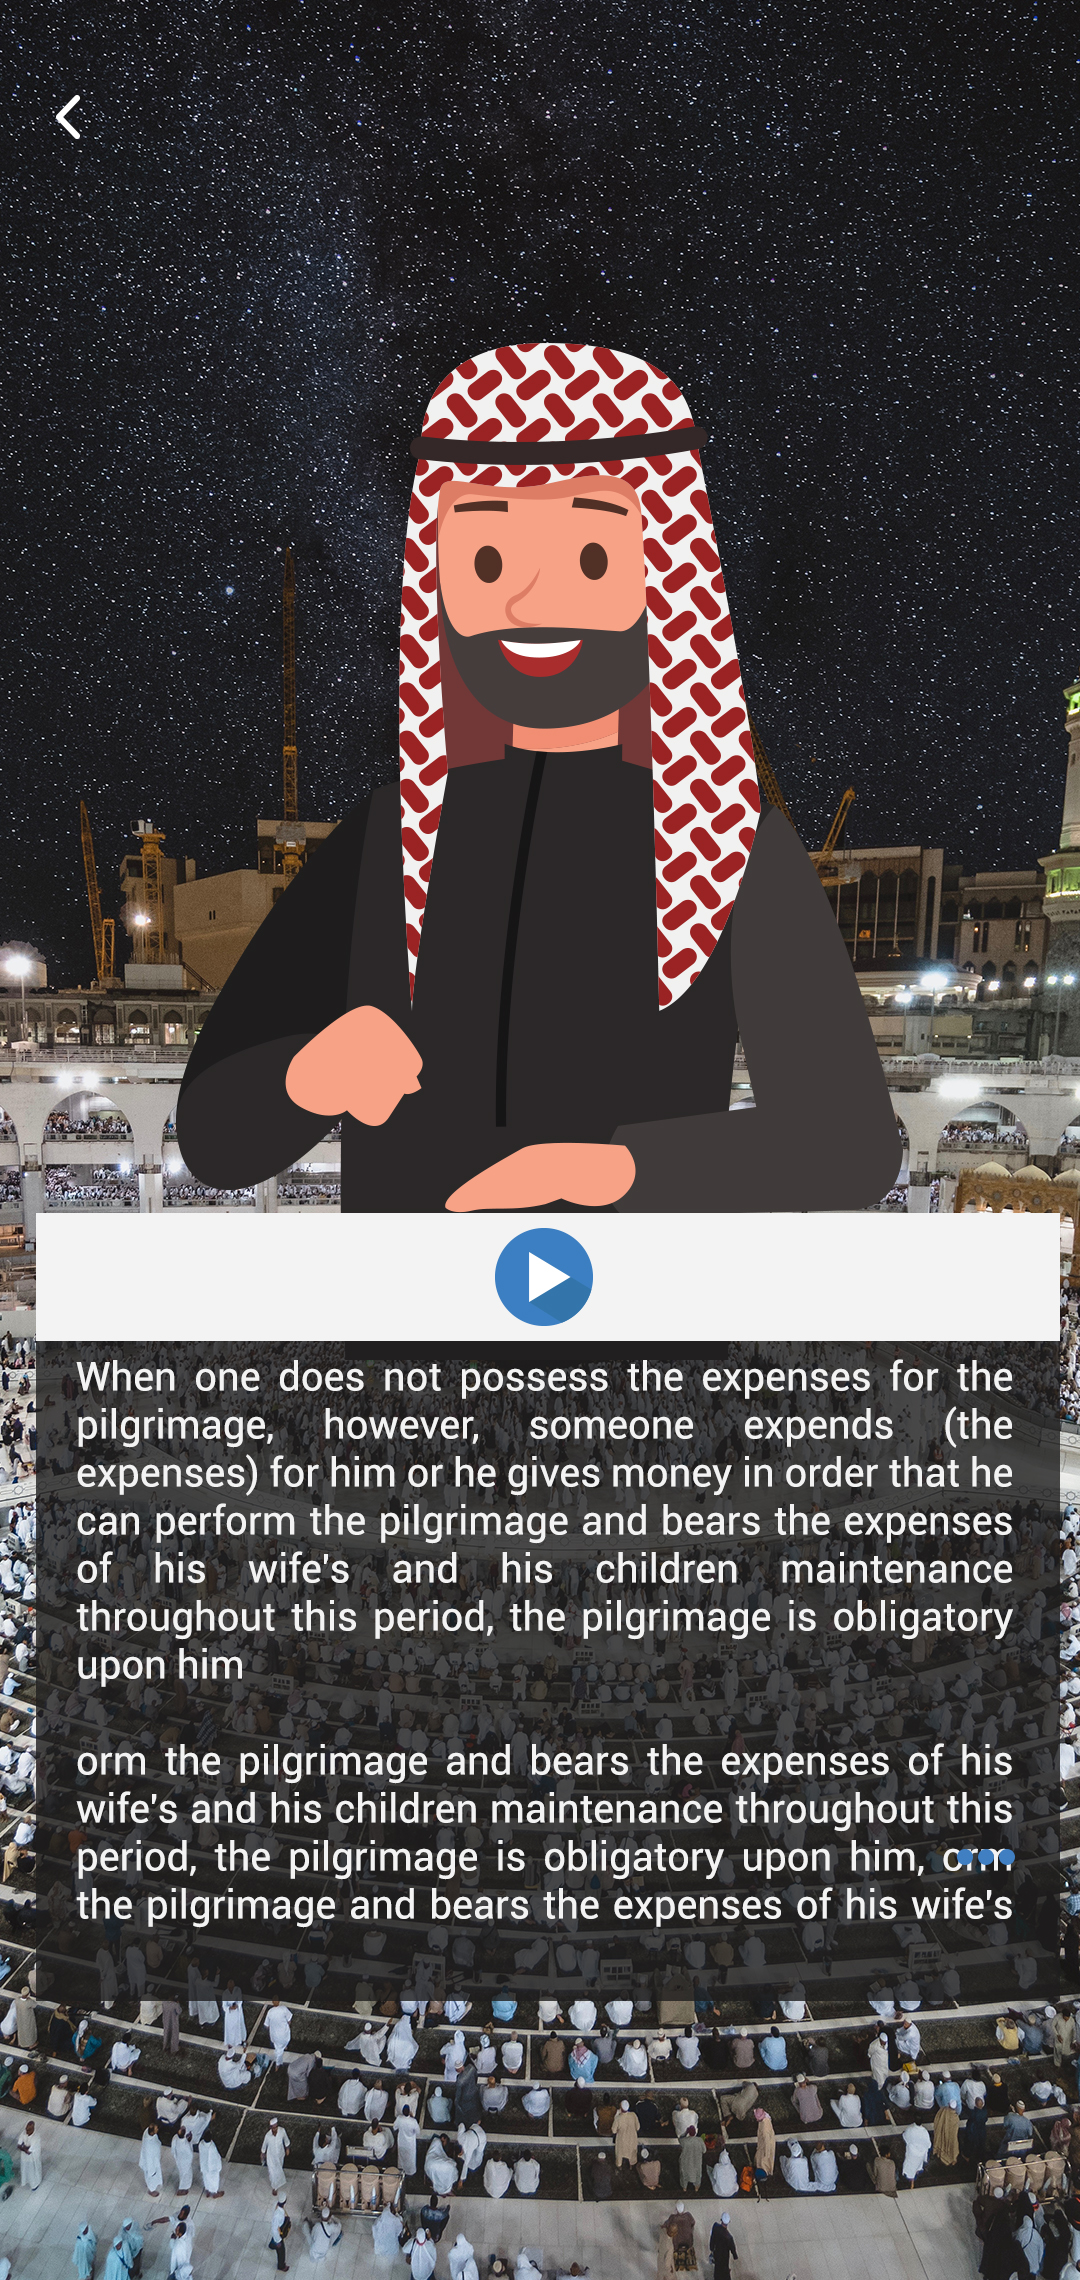 When one does not possess the expenses for the
pilgrimage, however, someone expends (the
expenses) for him or he gives money in order that he
can perform the pilgrimage and bears the expenses
of his wife's and his children maintenance
throughout this period, the pilgrimage is obligatory
upon him
orm the pilgrimage and bears the expenses of his
wife's and his children maintenance throughout this
period, the pilgrimage is obligatory upon him, orm
the pilgrimage and bears the expenses of his wife's